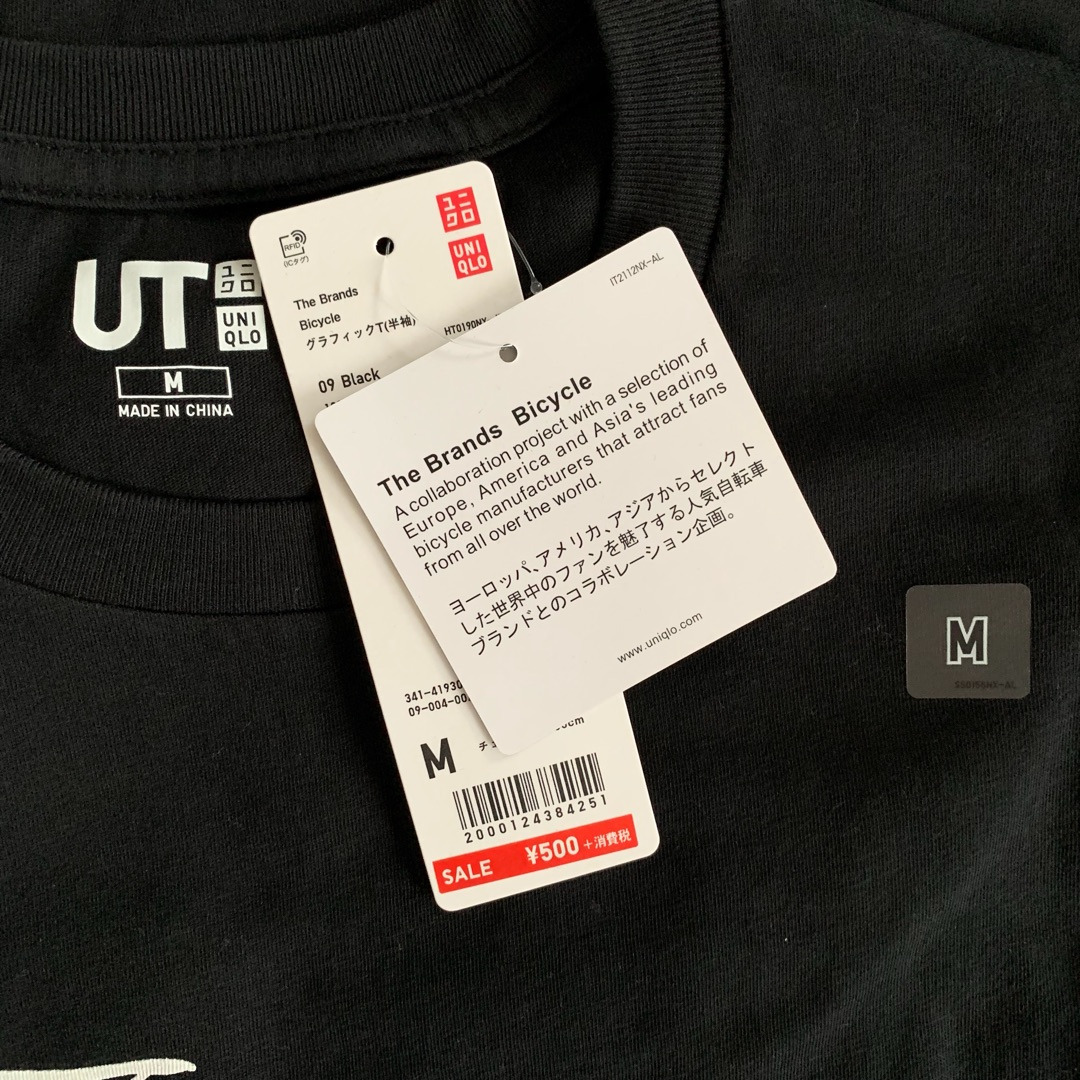 UT
ユニ
クロ
UNI
QLO
M
MADE IN CHINA
RFID
(ICタグ)
ユニ
クロ
UNI
QLO
The Brands
Bicycle
グラフィックT(半袖)
HT0190NX
09 Black
341-41930
09-004-00
M
2000124384251
SALE ¥500 +消費税
IT2112NX-AL
The Brands Bicycle
A collaboration project with a selection of
Europe, America and Asia's leading
bicycle manufacturers that attract fans
from all over the world.
ヨーロッパ、アメリカ、アジアからセレクト
した世界中のファンを魅了する人気自転車
ブランドとのコラボレーション企画。
www.uniqlo.com
M